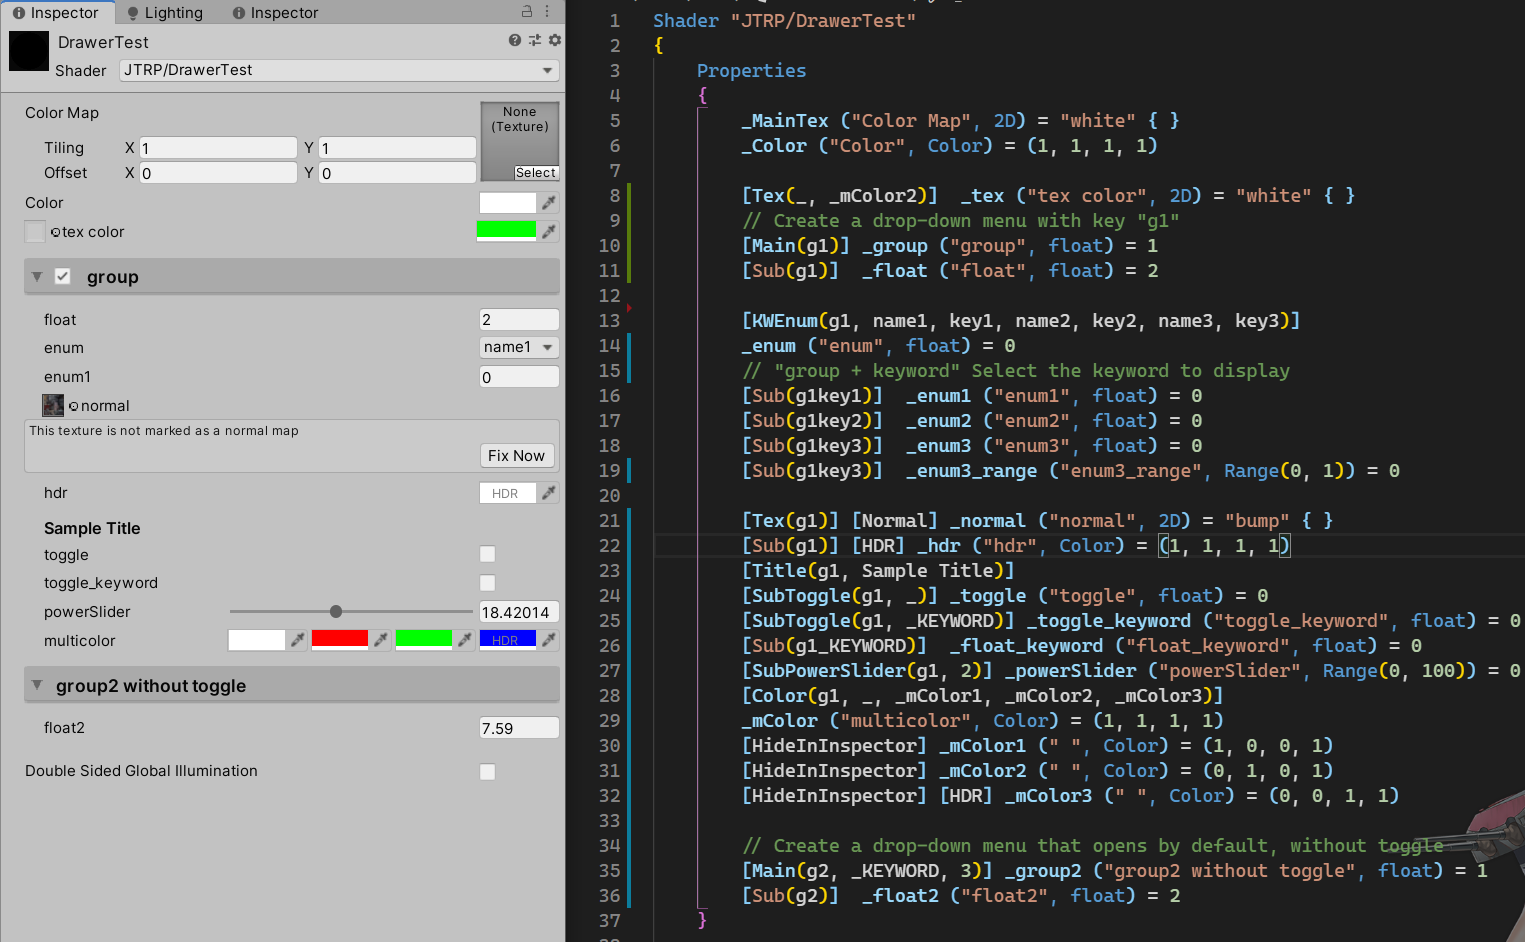 Inspector Lighting Inspector
DrawerTest
Shader JTRP/DrawerTest
Color Map
None
(Texture)
Tiling X 1 Y 1
Offset X 0 Y 0
Select
Color
tex color
group
float 2
enum name1
enum1 0
normal
This texture is not marked as a normal map
Fix Now
hdr HDR
Sample Title
toggle
toggle_keyword
powerSlider 18.42014
multicolor HDR
group2 without toggle
float2 7.59
Double Sided Global Illumination
1 Shader "JTRP/DrawerTest"
2 {
3 Properties
4 {
5 _MainTex ("Color Map", 2D) = "white" { }
6 _Color ("Color", Color) = (1, 1, 1, 1)
7
8 [Tex(_, _mColor2)] _tex ("tex color", 2D) = "white" { }
9 // Create a drop-down menu with key "g1"
10 [Main(g1)] _group ("group", float) = 1
11 [Sub(g1)] _float ("float", float) = 2
12
13 [KWEnum(g1, name1, key1, name2, key2, name3, key3)]
14 _enum ("enum", float) = 0
15 // "group + keyword" Select the keyword to display
16 [Sub(g1key1)] _enum1 ("enum1", float) = 0
17 [Sub(g1key2)] _enum2 ("enum2", float) = 0
18 [Sub(g1key3)] _enum3 ("enum3", float) = 0
19 [Sub(g1key3)] _enum3_range ("enum3_range", Range(0, 1)) = 0
20
21 [Tex(g1)] [Normal] _normal ("normal", 2D) = "bump" { }
22 [Sub(g1)] [HDR] _hdr ("hdr", Color) = (1, 1, 1, 1)
23 [Title(g1, Sample Title)]
24 [SubToggle(g1, _)] _toggle ("toggle", float) = 0
25 [SubToggle(g1, _KEYWORD)] _toggle_keyword ("toggle_keyword", float) = 0
26 [Sub(g1_KEYWORD)] _float_keyword ("float_keyword", float) = 0
27 [SubPowerSlider(g1, 2)] _powerSlider ("powerSlider", Range(0, 100)) = 0
28 [Color(g1, _, _mColor1, _mColor2, _mColor3)]
29 _mColor ("multicolor", Color) = (1, 1, 1, 1)
30 [HideInInspector] _mColor1 (" ", Color) = (1, 0, 0, 1)
31 [HideInInspector] _mColor2 (" ", Color) = (0, 1, 0, 1)
32 [HideInInspector] [HDR] _mColor3 (" ", Color) = (0, 0, 1, 1)
33
34 // Create a drop-down menu that opens by default, without toggle
35 [Main(g2, _KEYWORD, 3)] _group2 ("group2 without toggle", float) = 1
36 [Sub(g2)] _float2 ("float2", float) = 2
37 }